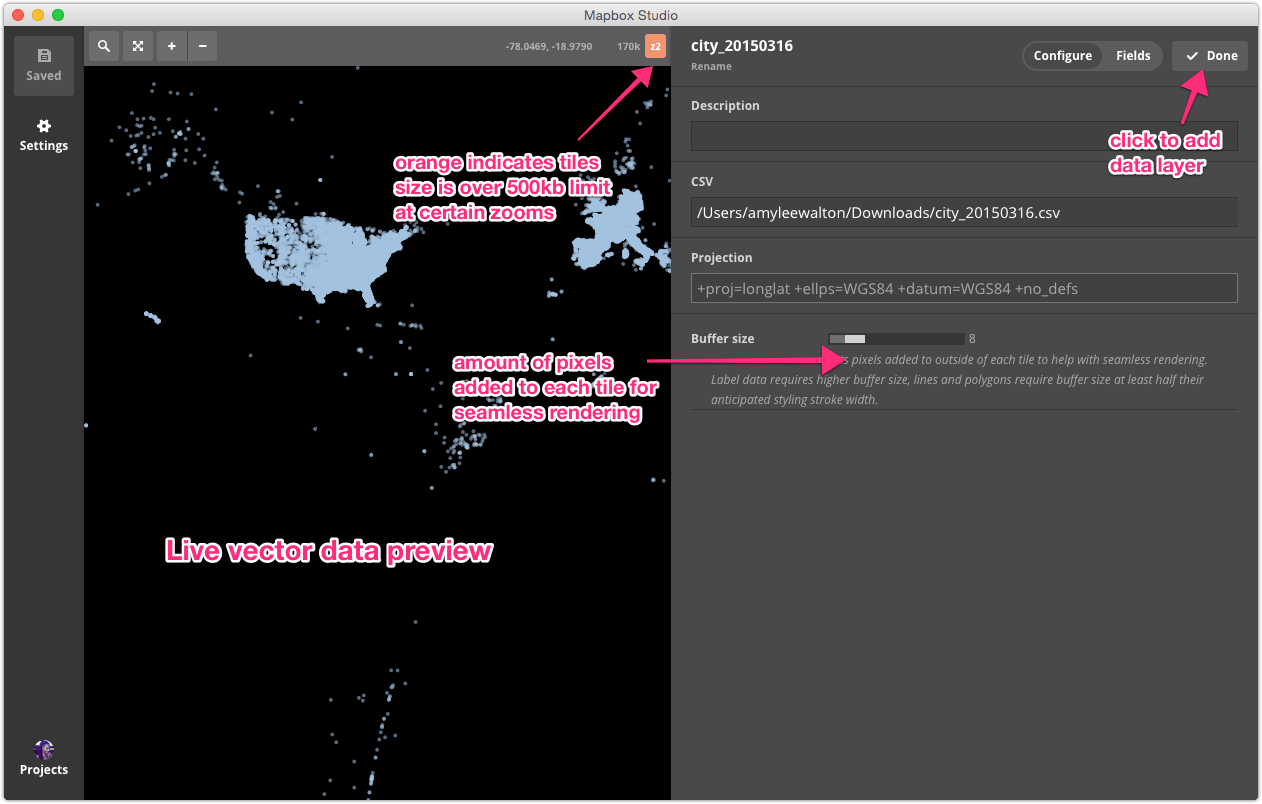 Mapbox Studio
Saved
Settings
Projects
-78.0469, -18.9790 170k z2
orange indicates tiles
size is over 500kb limit
at certain zooms
amount of pixels
added to each tile for
seamless rendering
Live vector data preview
city_20150316
Rename
Configure Fields Done
click to add
data layer
Description
CSV
/Users/amyleewalton/Downloads/city_20150316.csv
Projection
+proj=longlat +ellps=WGS84 +datum=WGS84 +no_defs
Buffer size 8
pixels added to outside of each tile to help with seamless rendering.
Label data requires higher buffer size, lines and polygons require buffer size at least half their
anticipated styling stroke width.